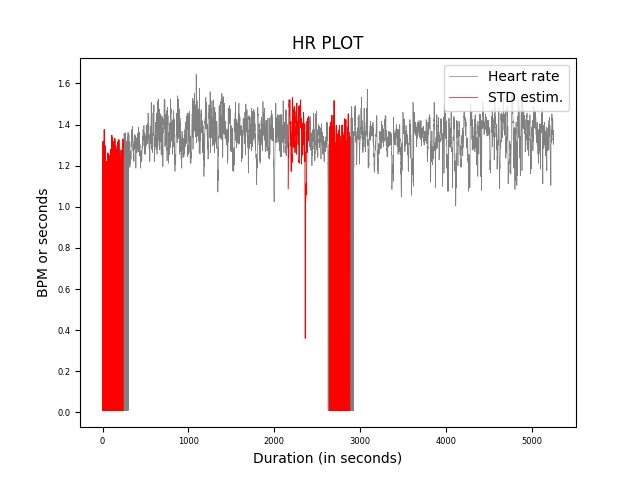 HR PLOT
Heart rate
STD estim.
BPM or seconds
1.6
1.4
1.2
1.0
0.8
0.6
0.4
0.2
0.0
0 1000 2000 3000 4000 5000
Duration (in seconds)